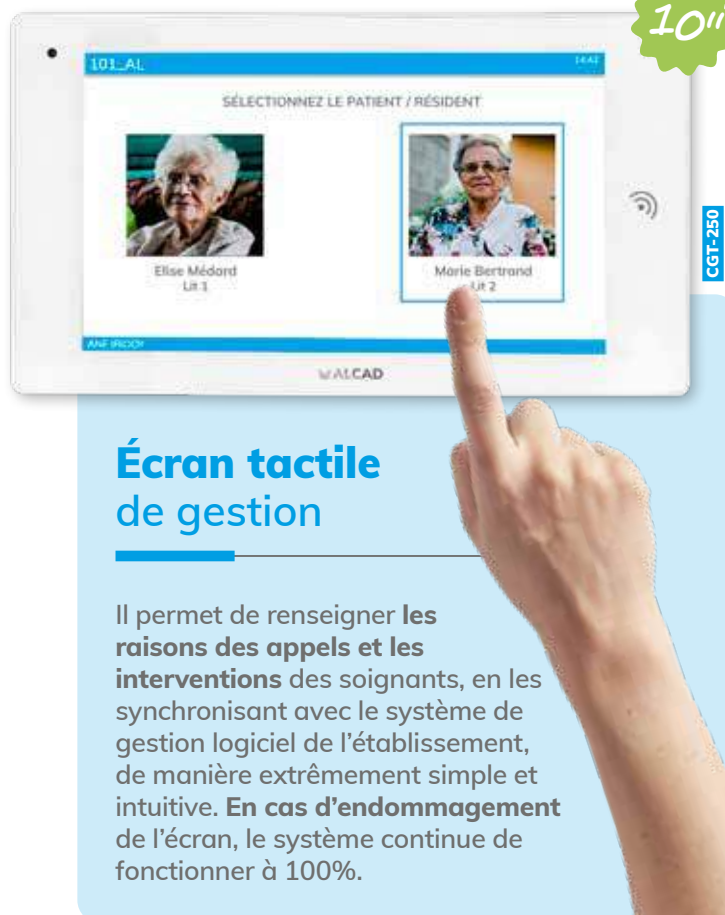 10"
101_AL
14:42
SÉLECTIONNEZ LE PATIENT / RÉSIDENT
Elise Médard
Lit 1
Marie Bertrand
Lit 2
ALCAD
CGT-250
Écran tactile
de gestion
Il permet de renseigner les
raisons des appels et les
interventions des soignants, en les
synchronisant avec le système de
gestion logiciel de l'établissement,
de manière extrêmement simple et
intuitive. En cas d'endommagement
de l'écran, le système continue de
fonctionner à 100%.